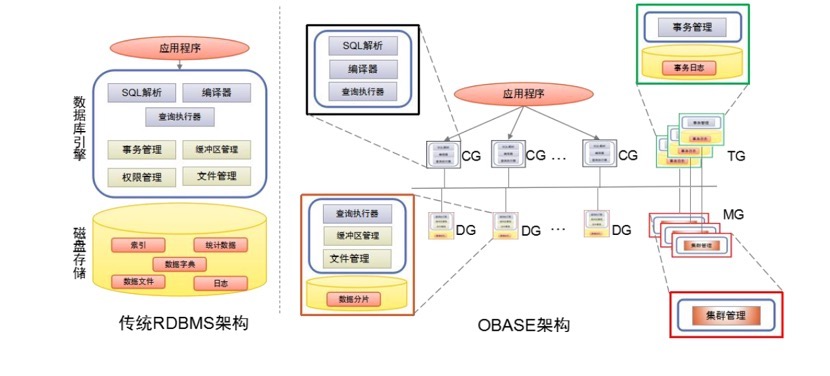 应用程序
SQL解析
编译器
查询执行器
事务管理
缓冲区管理
权限管理
文件管理
数据库引擎
索引
统计数据
数据字典
数据文件
日志
磁盘存储
传统RDBMS架构
SQL解析
编译器
查询执行器
应用程序
事务管理
事务日志
CG
CG
...
CG
TG
查询执行器
缓冲区管理
文件管理
数据分片
DG
DG
...
DG
MG
事务管理
集群管理
集群管理
OBASE架构